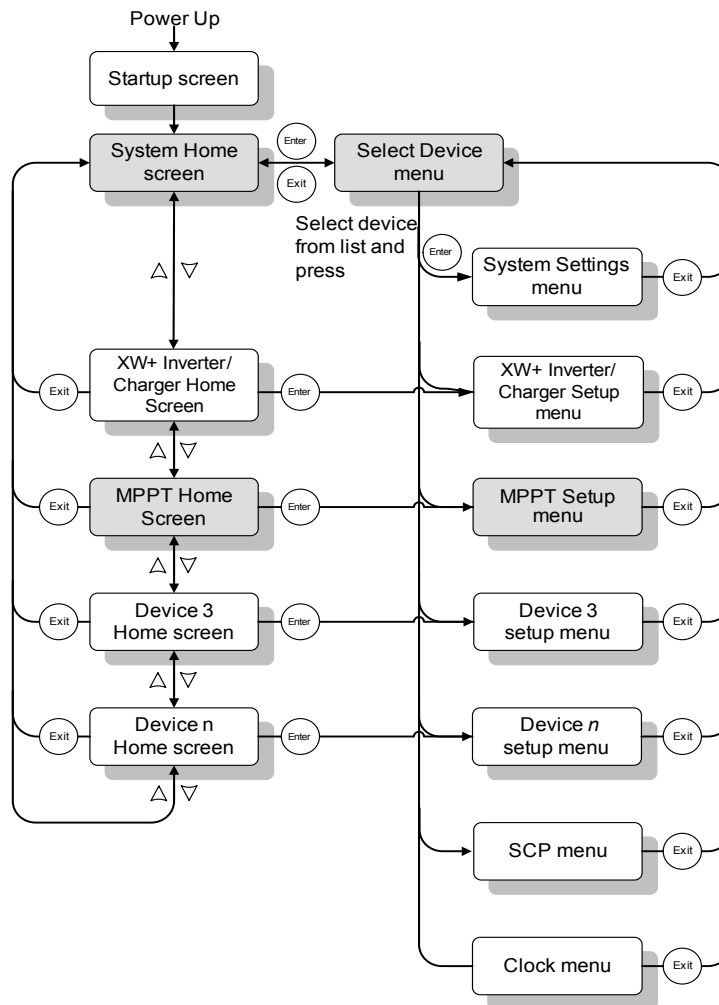 Power Up
Startup screen
System Home
screen
Enter
Exit
Select Device
menu
Select device
from list and
press
Enter
System Settings
menu
Exit
Exit
XW+ Inverter/
Charger Home
Screen
Enter
XW+ Inverter/
Charger Setup
menu
Exit
Exit
MPPT Home
Screen
Enter
MPPT Setup
menu
Exit
Exit
Device 3
Home screen
Enter
Device 3
setup menu
Exit
Exit
Device n
Home screen
Enter
Device n
setup menu
Exit
SCP menu
Exit
Clock menu
Exit